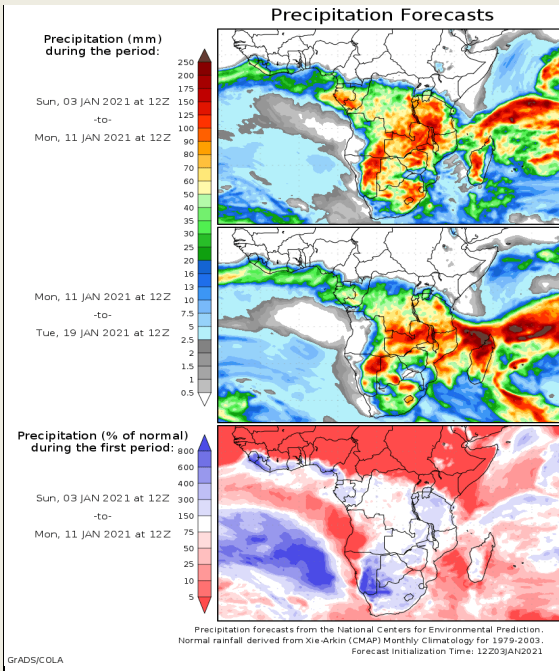 Precipitation Forecasts
Precipitation (mm)
during the period:
Sun, 03 JAN 2021 at 12Z
-to-
Mon, 11 JAN 2021 at 12Z
250
200
175
150
125
100
90
80
70
60
50
40
35
30
25
20
16
13
10
7.5
5
2.5
2
1.5
1
0.5
Mon, 11 JAN 2021 at 12Z
-to-
Tue, 19 JAN 2021 at 12Z
Precipitation (% of normal)
during the first period:
Sun, 03 JAN 2021 at 12Z
-to-
Mon, 11 JAN 2021 at 12Z
800
600
400
300
150
75
50
25
10
5
Precipitation forecasts from the National Centers for Environmental Prediction.
Normal rainfall derived from Xie-Arkin (CMAP) Monthly Climatology for 1979-2003.
Forecast Initialization Time: 12Z03JAN2021
GrADS/COLA